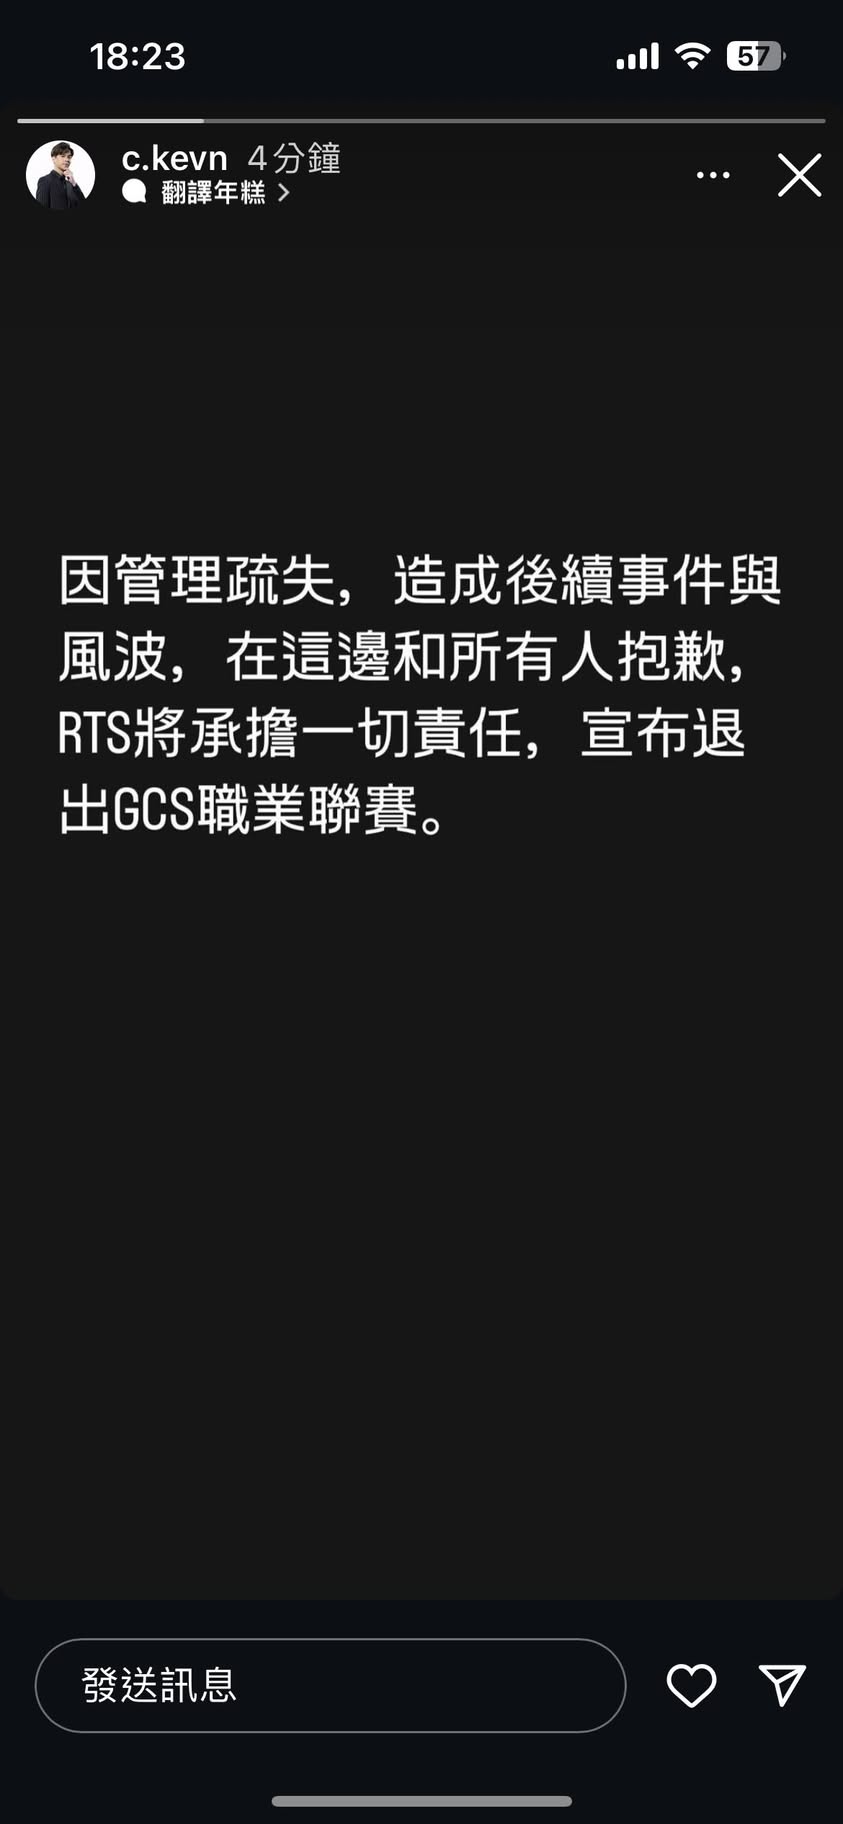 18:23
57
c.kevn 4分鐘
翻譯年糕
因管理疏失，造成後續事件與
風波，在這邊和所有人抱歉，
RTS將承擔一切責任，宣布退
出GCS職業聯賽。
發送訊息